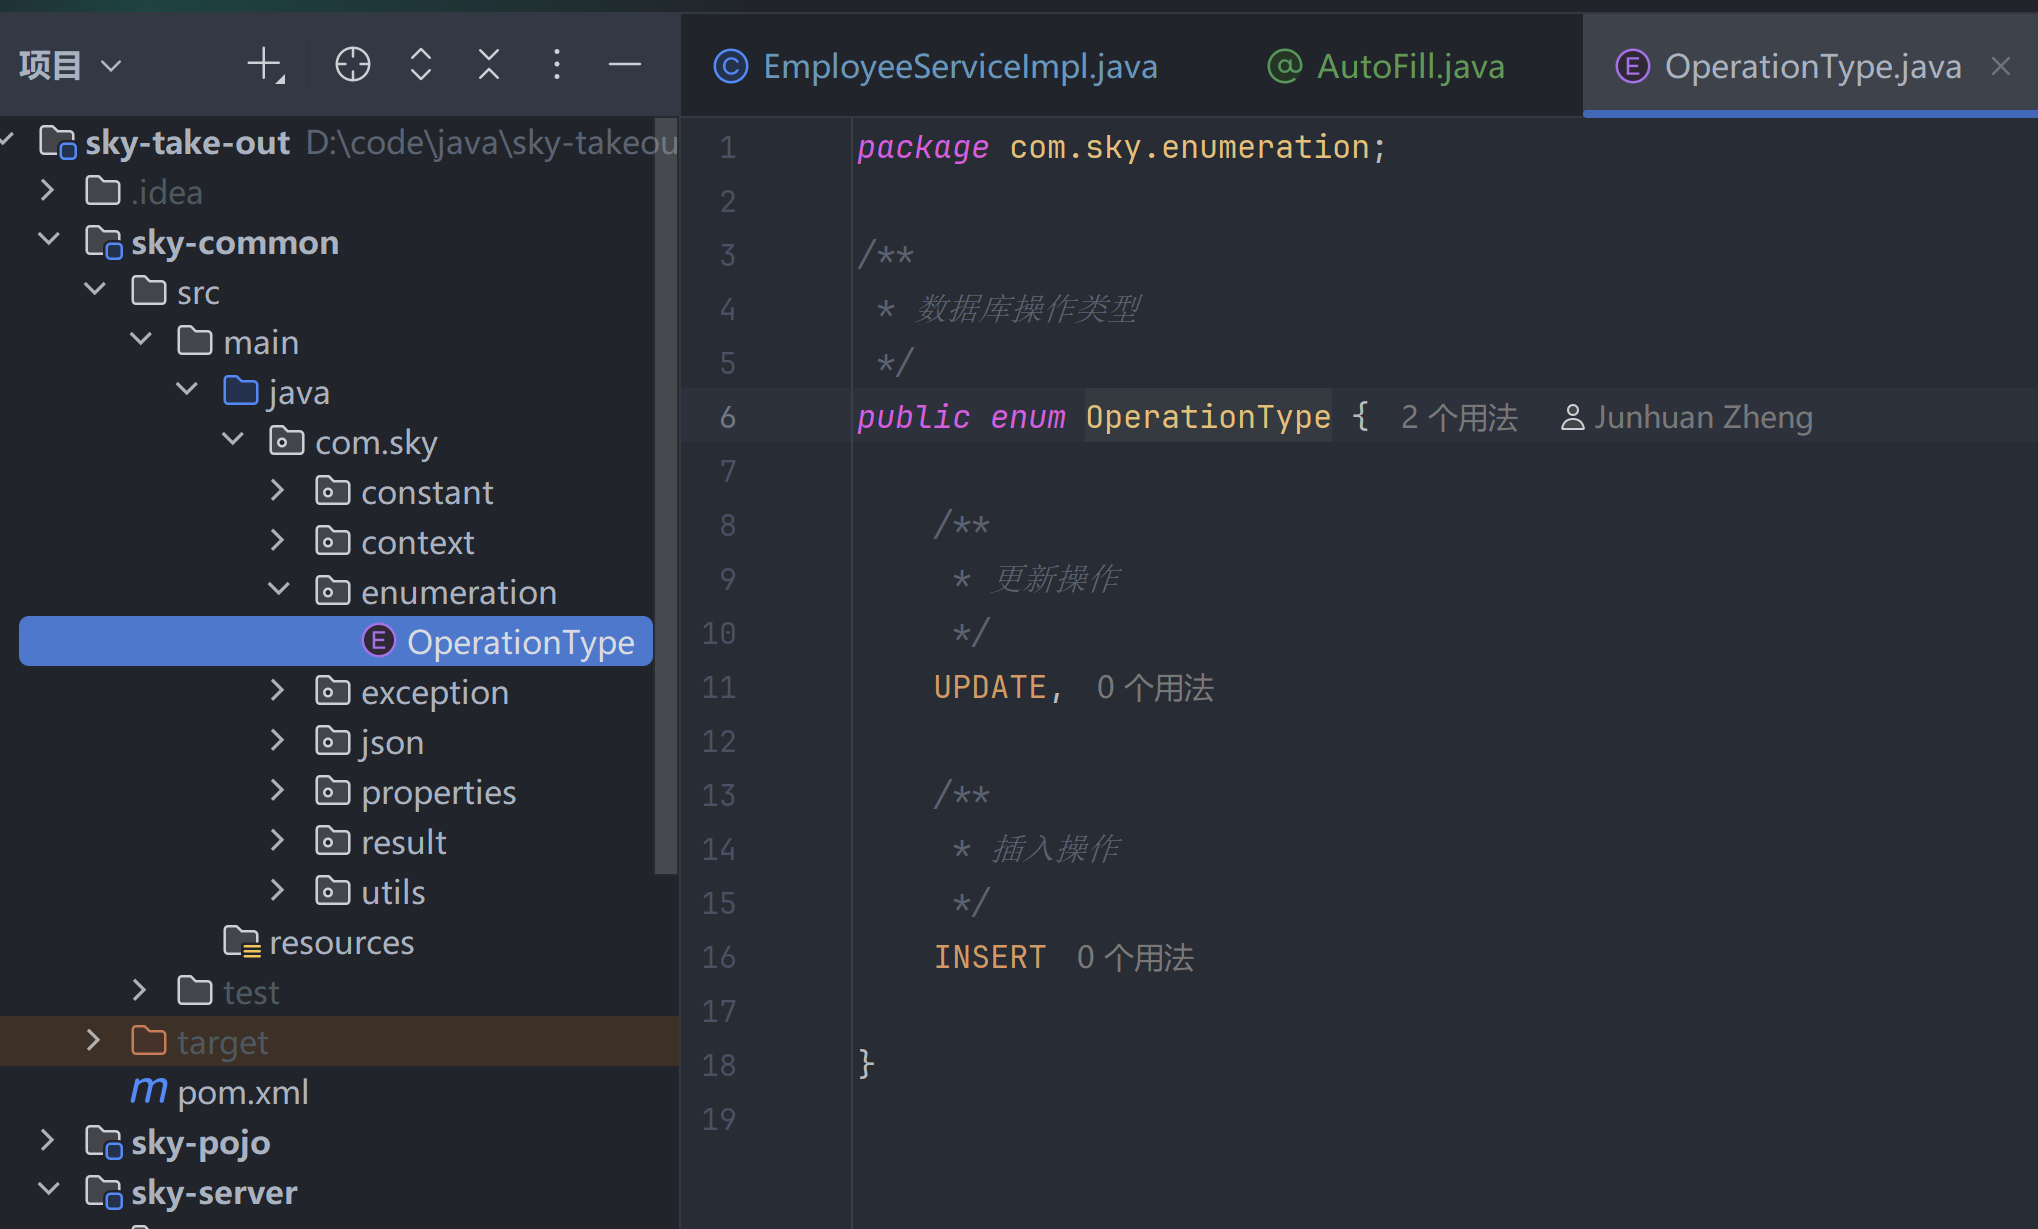 项目
EmployeeServiceImpl.java
AutoFill.java
OperationType.java
sky-take-out D:\code\java\sky-takeou
.idea
sky-common
src
main
java
com.sky
constant
context
enumeration
OperationType
exception
json
properties
result
utils
resources
test
target
pom.xml
sky-pojo
sky-server
1 package com.sky.enumeration;
2
3 /**
4 * 数据库操作类型
5 */
6 public enum OperationType { 2 个用法 Junhuan Zheng
7
8 /**
9 * 更新操作
10 */
11 UPDATE, 0 个用法
12
13 /**
14 * 插入操作
15 */
16 INSERT 0 个用法
17
18 }
19